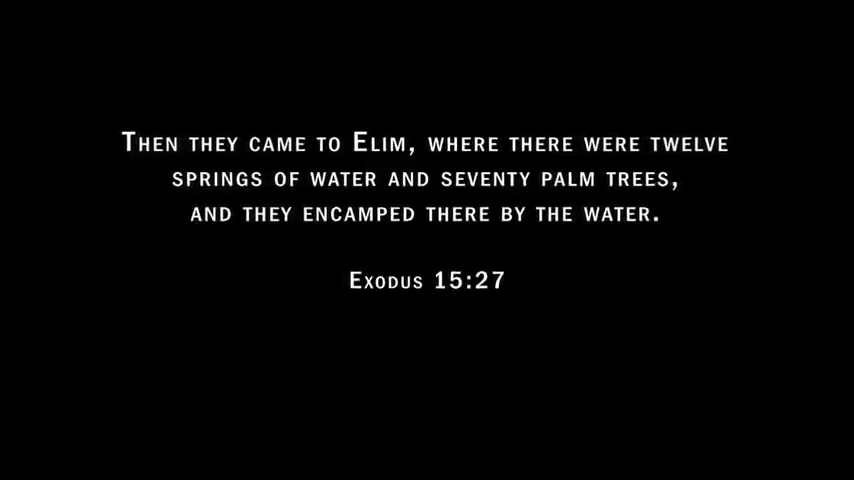 Then they came to Elim, where there were twelve
springs of water and seventy palm trees,
and they encamped there by the water.
Exodus 15:27